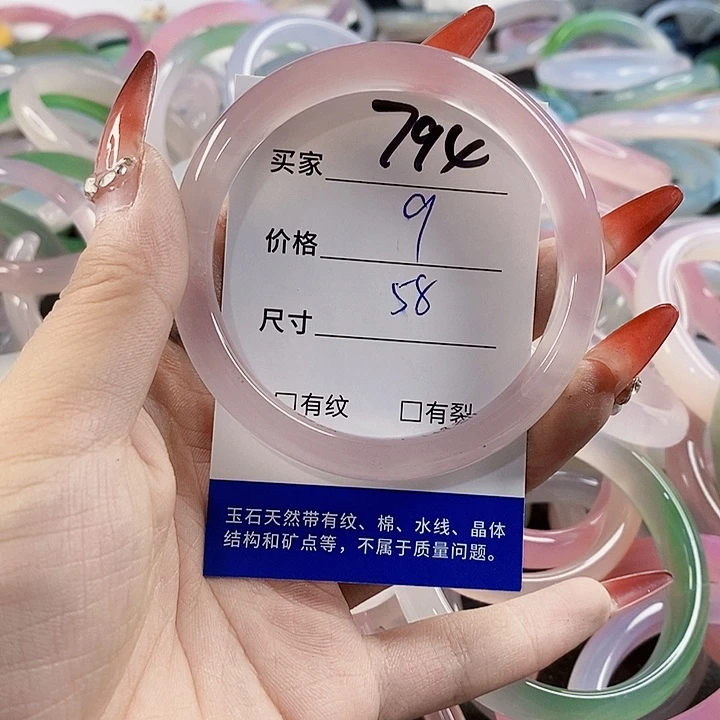 买家 794
价格 9
尺寸 58
□有纹 □有裂
玉石天然带有纹、棉、水线、晶体
结构和矿点等，不属于质量问题。